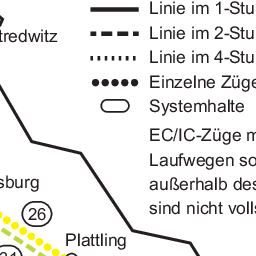 Linie im 1-Stu
tredwitz
Linie im 2-Stu
Linie im 4-Stu
Einzelne Züge
Systemhalte
EC/IC-Züge m
Laufwegen so
außerhalb des
sind nicht volls
sburg
26
Plattling